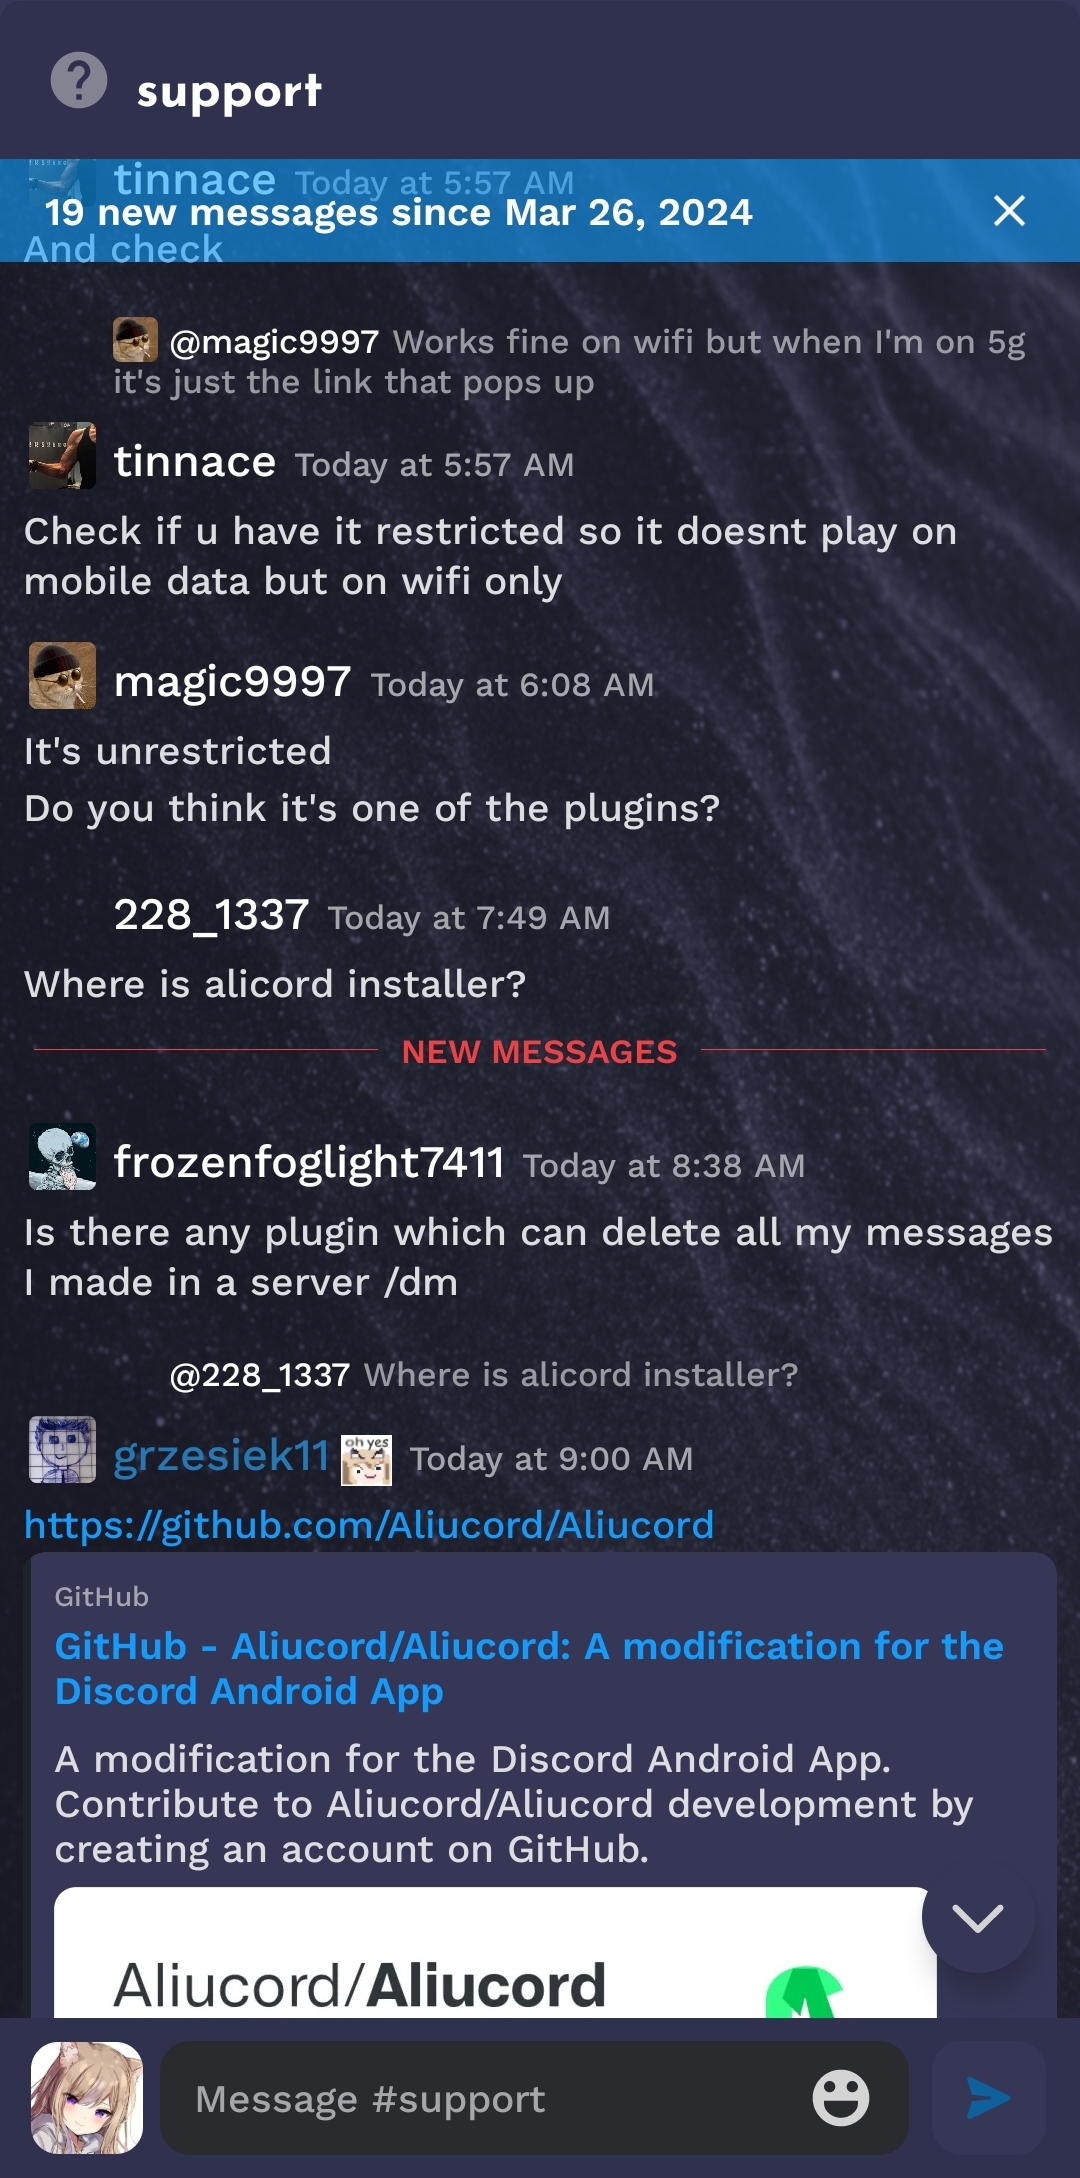 support
tinnace Today at 5:57 AM
19 new messages since Mar 26, 2024
And check
@magic9997 Works fine on wifi but when I'm on 5g
it's just the link that pops up
tinnace Today at 5:57 AM
Check if u have it restricted so it doesnt play on
mobile data but on wifi only
magic9997 Today at 6:08 AM
It's unrestricted
Do you think it's one of the plugins?
228_1337 Today at 7:49 AM
Where is alicord installer?
NEW MESSAGES
frozenfoglight7411 Today at 8:38 AM
Is there any plugin which can delete all my messages
I made in a server /dm
@228_1337 Where is alicord installer?
grzesiek11 oh yes Today at 9:00 AM
https://github.com/Aliucord/Aliucord
GitHub
GitHub - Aliucord/Aliucord: A modification for the
Discord Android App
A modification for the Discord Android App.
Contribute to Aliucord/Aliucord development by
creating an account on GitHub.
Aliucord/Aliucord
Message #support